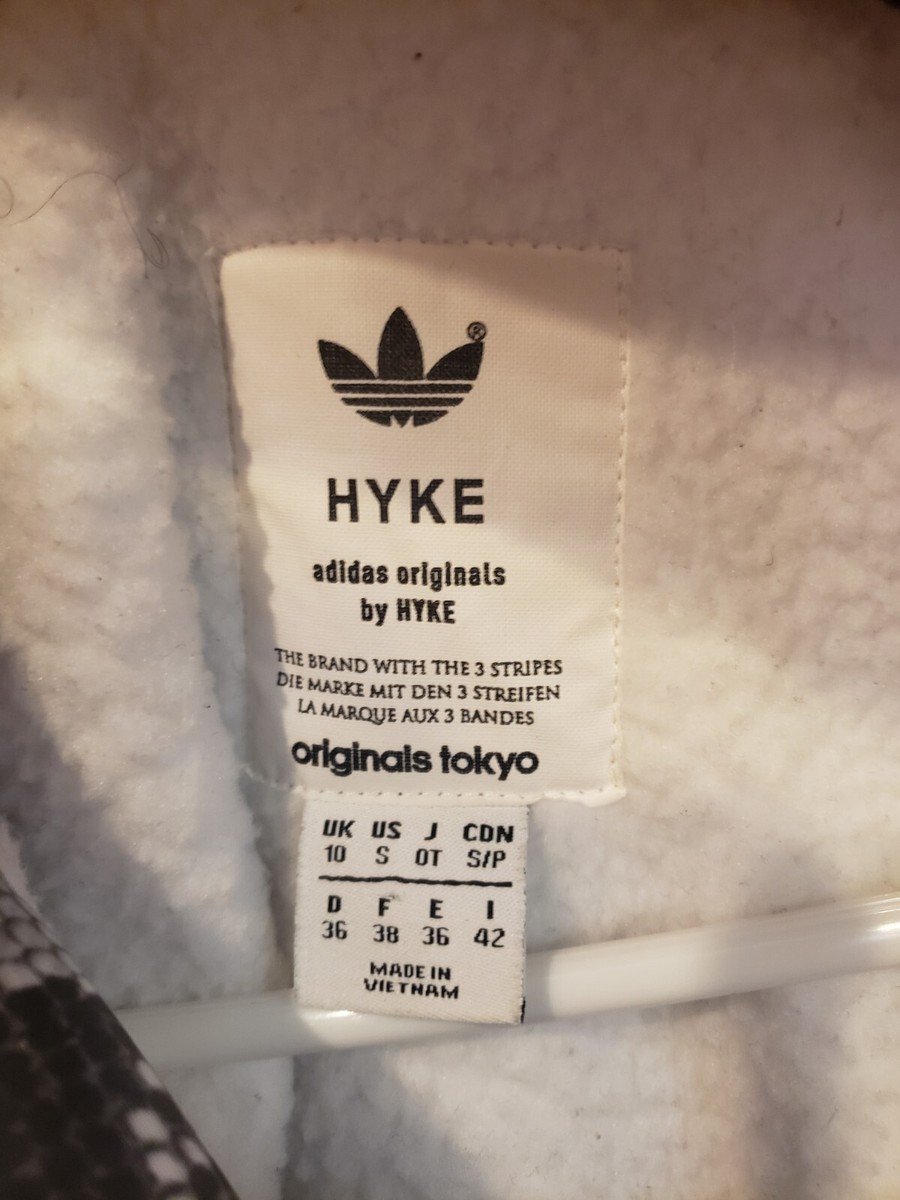 ®
HYKE
adidas originals
by HYKE
THE BRAND WITH THE 3 STRIPES
DIE MARKE MIT DEN 3 STREIFEN
LA MARQUE AUX 3 BANDES
originals tokyo
UK US J CDN
10 S OT S/P
D F E I
36 38 36 42
MADE IN
VIETNAM